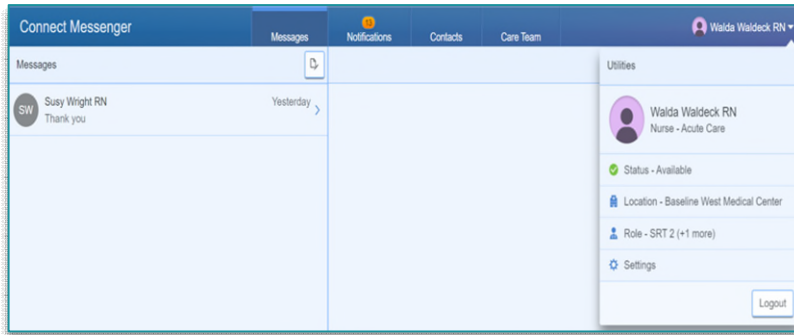 Connect Messenger
Messages
13
Notifications
Contacts
Care Team
Walda Waldeck RN
Messages
SW
Susy Wright RN
Yesterday
Thank you
Utilities
Walda Waldeck RN
Nurse - Acute Care
Status - Available
Location - Baseline West Medical Center
Role - SRT 2 (+1 more)
Settings
Logout